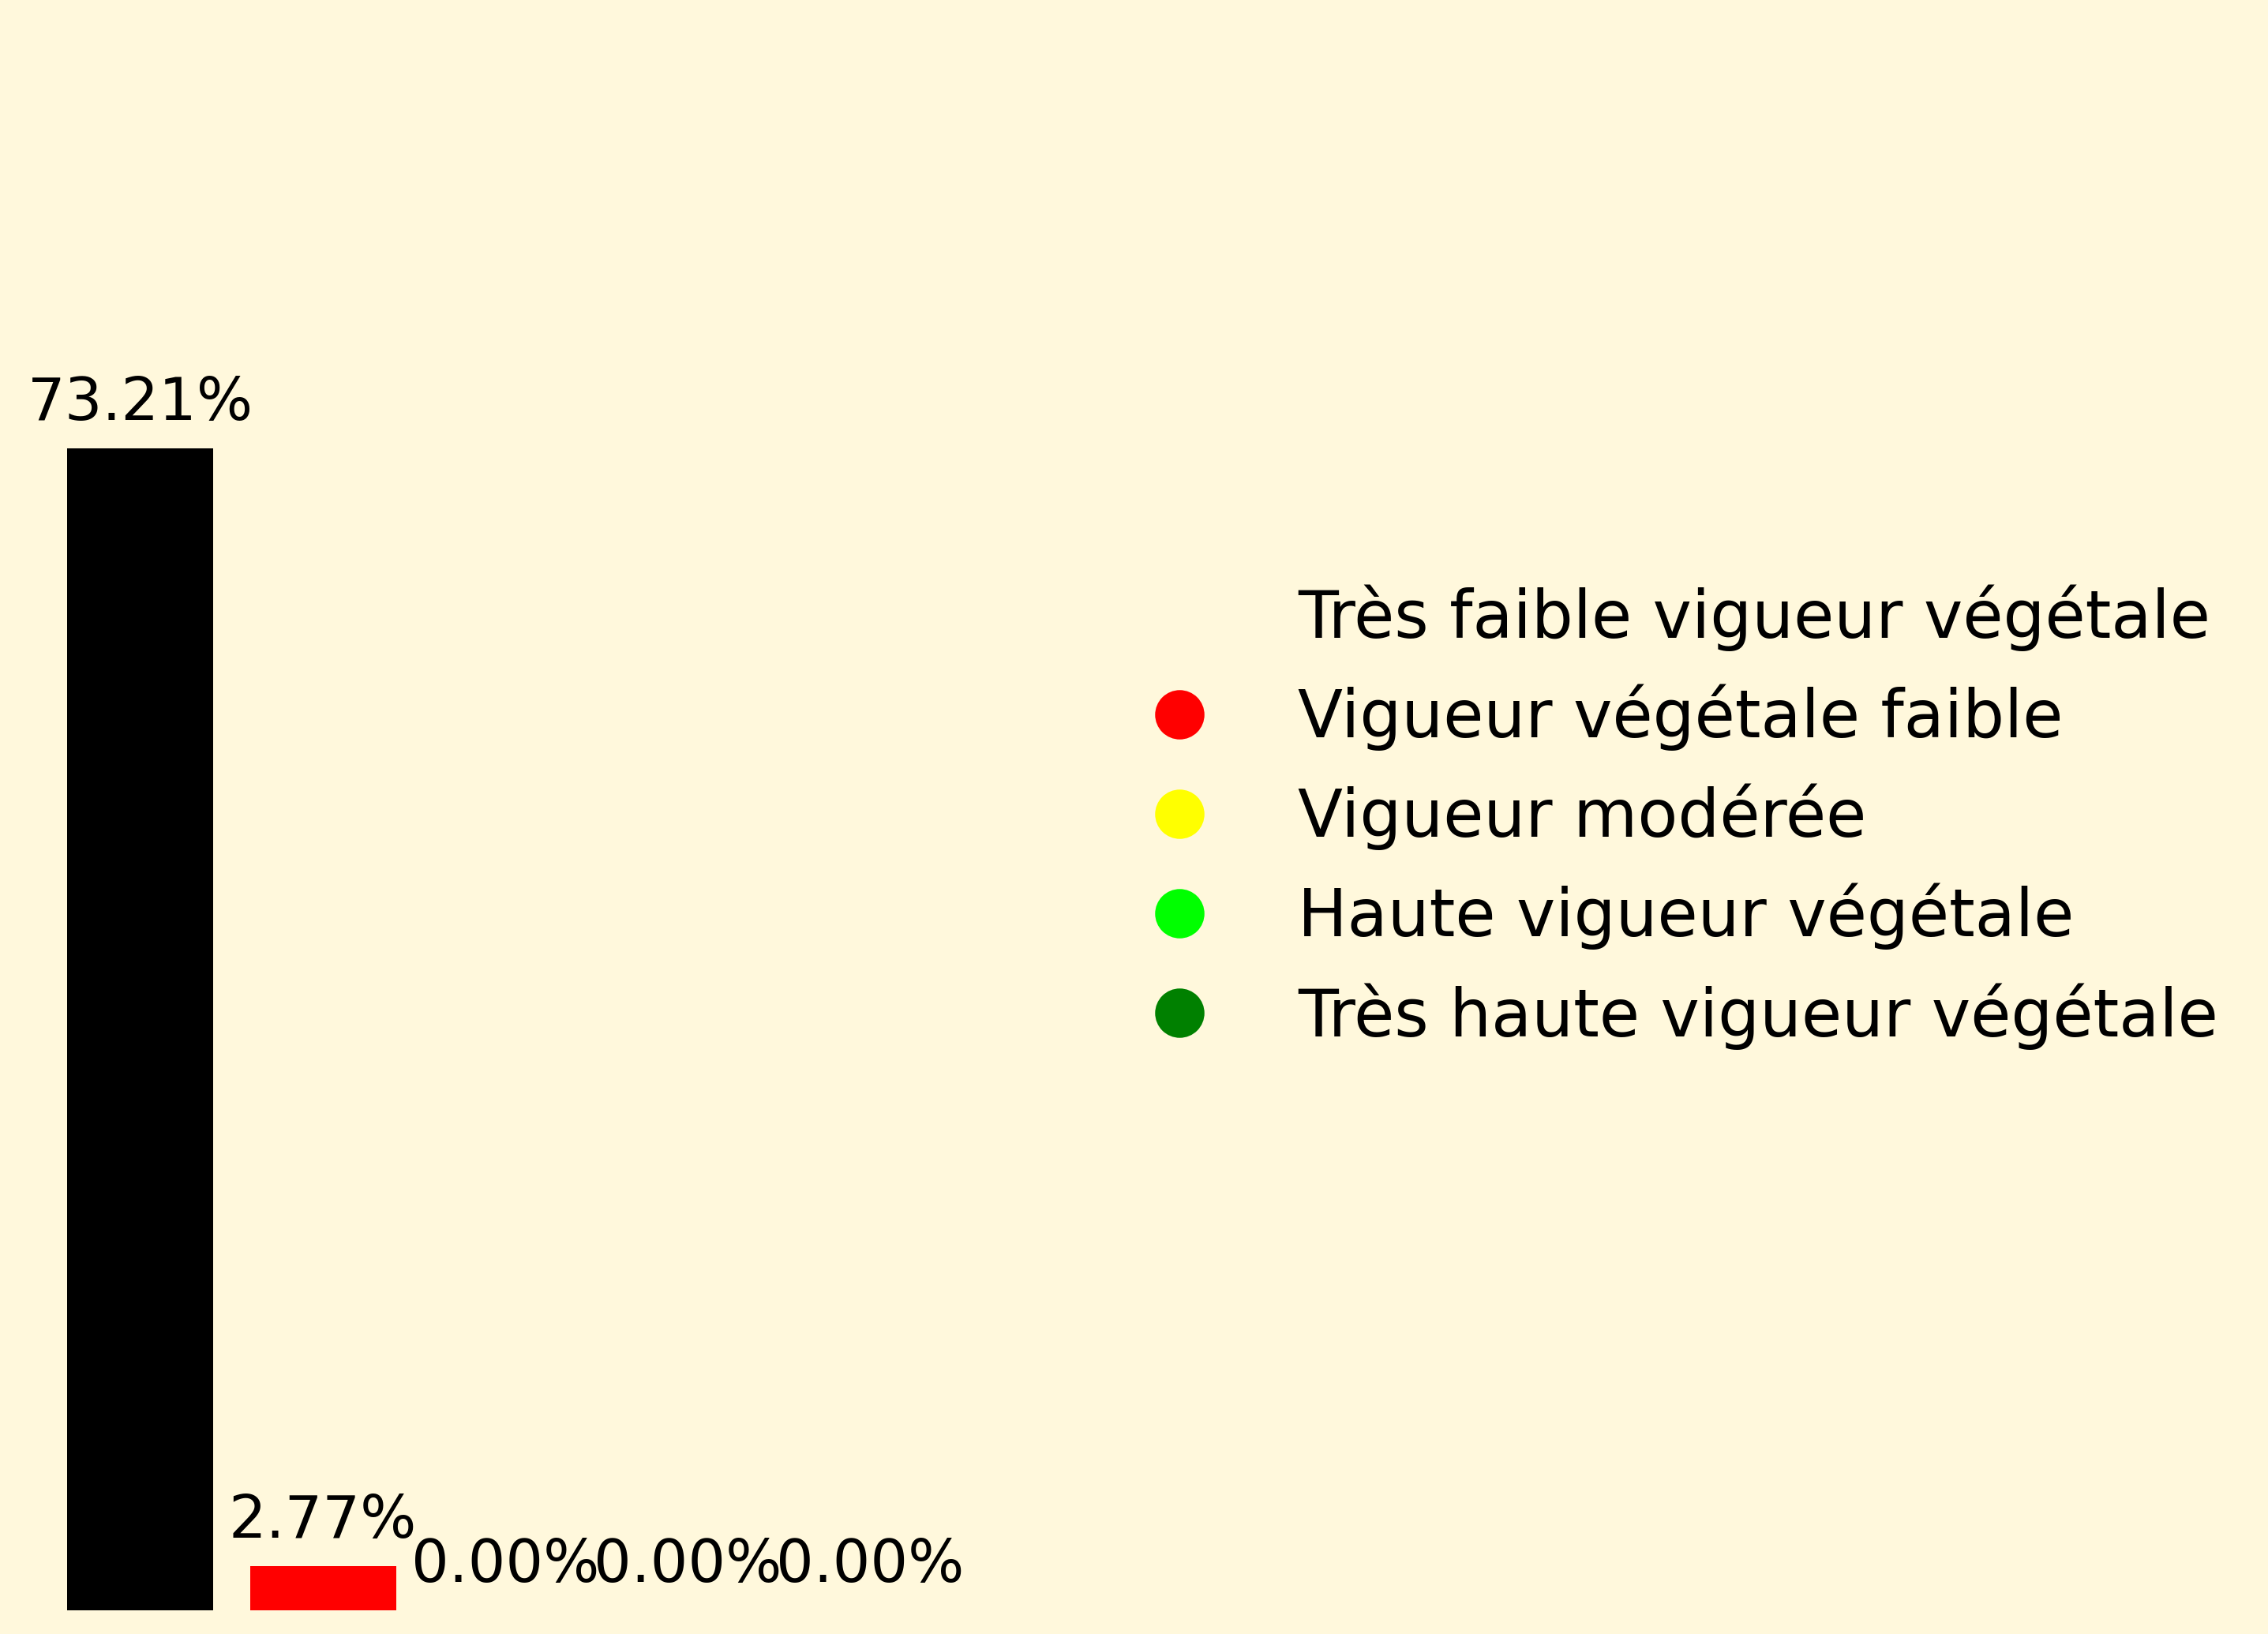 73.21%
2.77%
0.00%
0.00%
0.00%
Très faible vigueur végétale
Vigueur végétale faible
Vigueur modérée
Haute vigueur végétale
Très haute vigueur végétale